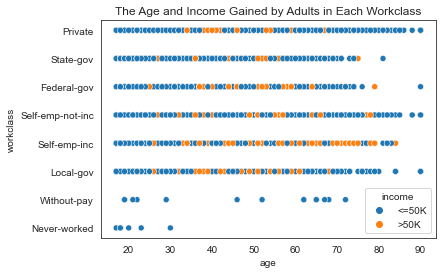 The Age and Income Gained by Adults in Each Workclass
workclass
Private
State-gov
Federal-gov
Self-emp-not-inc
Self-emp-inc
Local-gov
Without-pay
Never-worked
income
<=50K
>50K
20 30 40 50 60 70 80 90
age